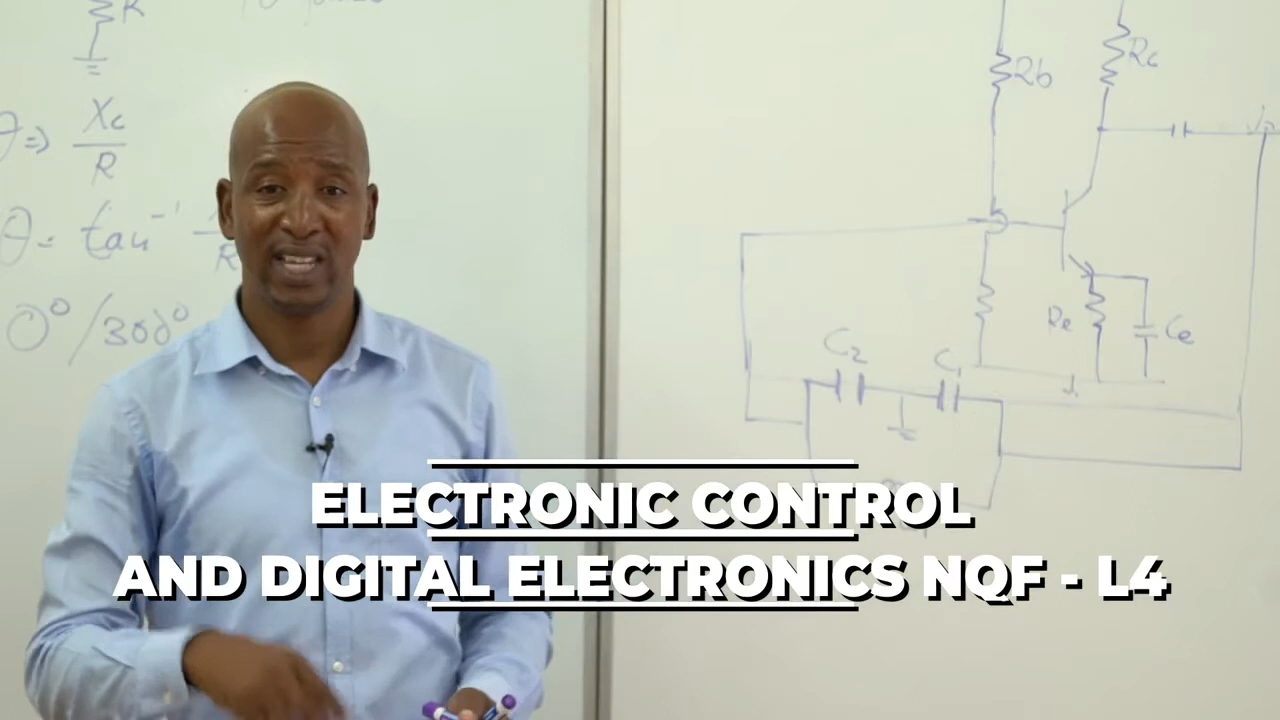 R
θ => Xc
R
θ = tan⁻¹
R
0°/360°
Rb
Rc
Re
Ce
C2
C1
ELECTRONIC CONTROL
AND DIGITAL ELECTRONICS NQF - L4